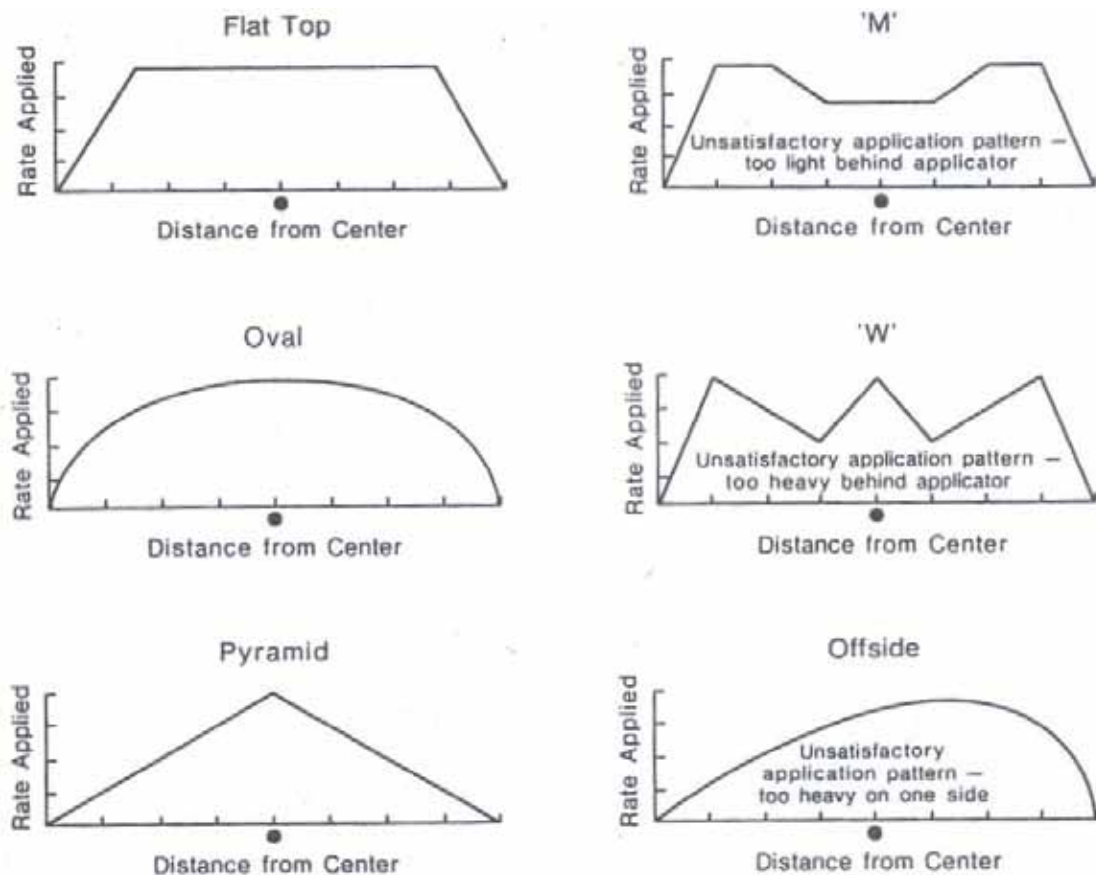 Flat Top
Rate Applied
Distance from Center
'M'
Rate Applied
Unsatisfactory application pattern —
too light behind applicator
Distance from Center
Oval
Rate Applied
Distance from Center
'W'
Rate Applied
Unsatisfactory application pattern —
too heavy behind applicator
Distance from Center
Pyramid
Rate Applied
Distance from Center
Offside
Rate Applied
Unsatisfactory
application pattern —
too heavy on one side
Distance from Center